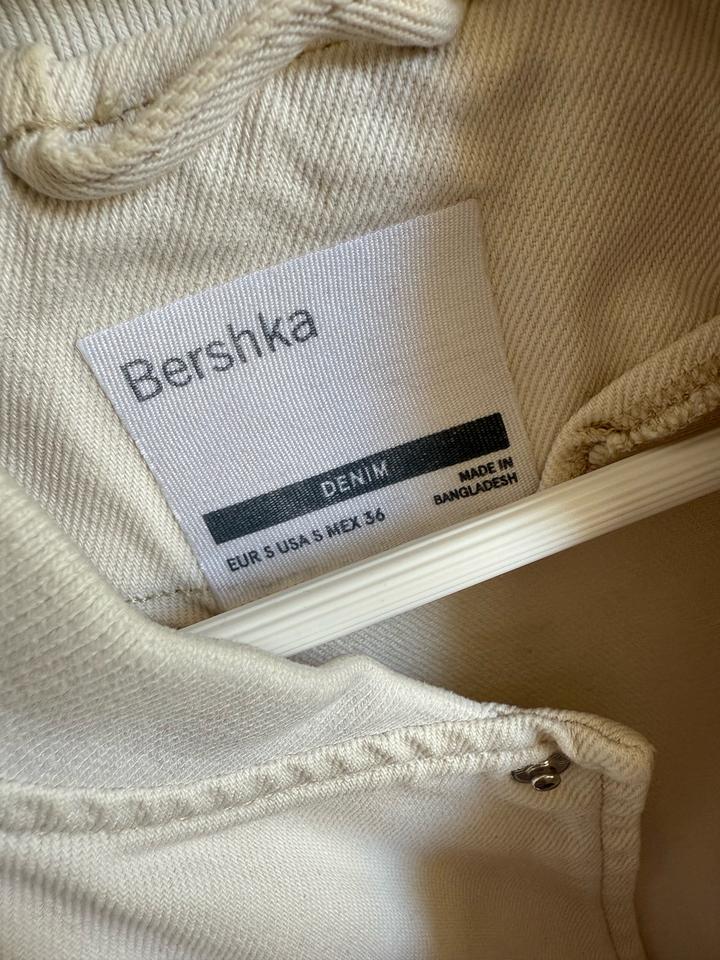 Bershka
DENIM
EUR S USA S MEX 36
MADE IN
BANGLADESH